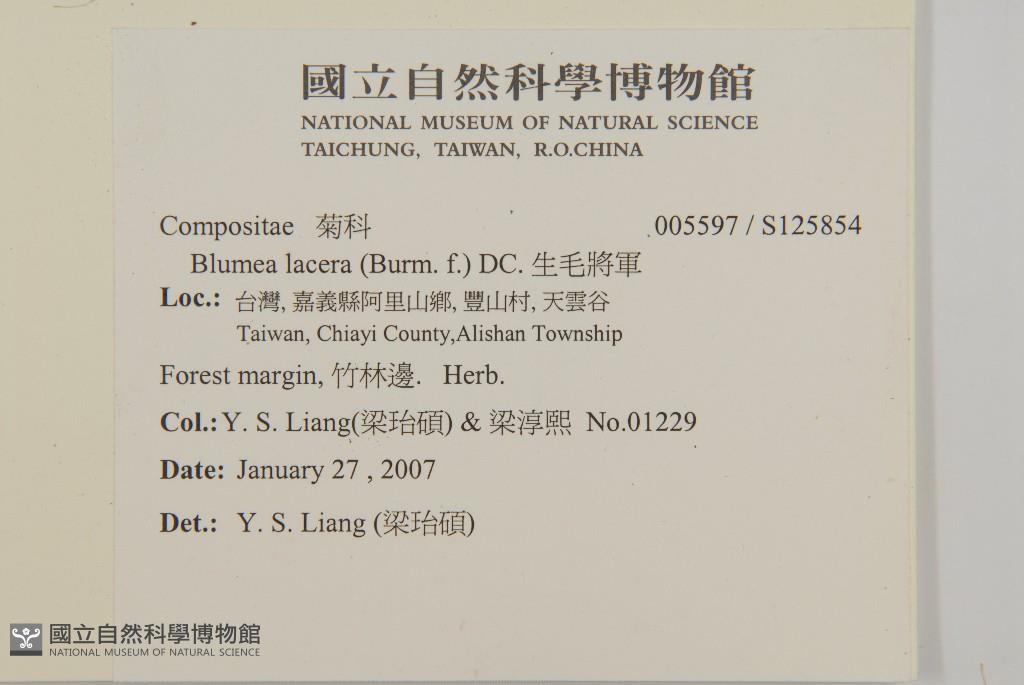 國立自然科學博物館
NATIONAL MUSEUM OF NATURAL SCIENCE
TAICHUNG, TAIWAN, R.O.CHINA
Compositae 菊科 005597 / S125854
Blumea lacera (Burm. f.) DC. 生毛將軍
Loc.: 台灣, 嘉義縣阿里山鄉, 豐山村, 天雲谷
Taiwan, Chiayi County,Alishan Township
Forest margin, 竹林邊. Herb.
Col.: Y. S. Liang(梁珆碩) & 梁淳熙 No.01229
Date: January 27 , 2007
Det.: Y. S. Liang (梁珆碩)
國立自然科學博物館
NATIONAL MUSEUM OF NATURAL SCIENCE